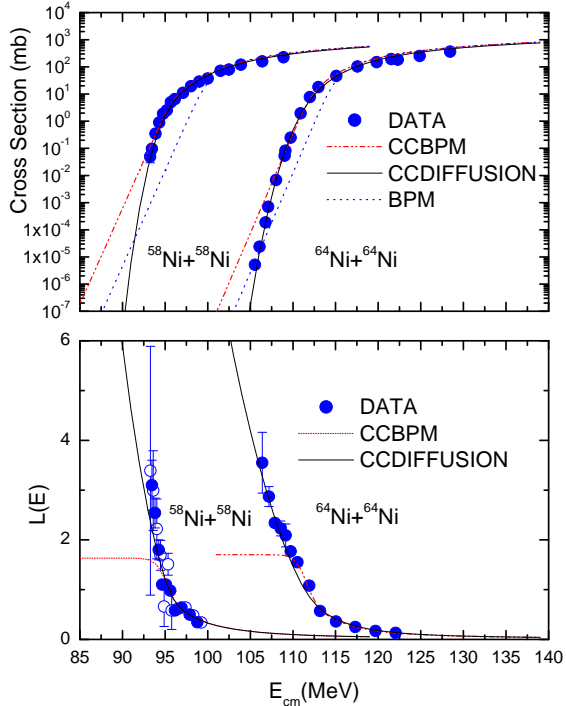 10^4
10^3
10^2
10^1
10^0
10^-1
10^-2
10^-3
1x10^-4
1x10^-5
10^-6
10^-7
Cross Section (mb)
DATA
CCBPM
CCDIFFUSION
BPM
^58Ni+^58Ni
^64Ni+^64Ni
6
4
2
0
L(E)
DATA
CCBPM
CCDIFFUSION
^58Ni+^58Ni
^64Ni+^64Ni
85 90 95 100 105 110 115 120 125 130 135 140
E_cm(MeV)